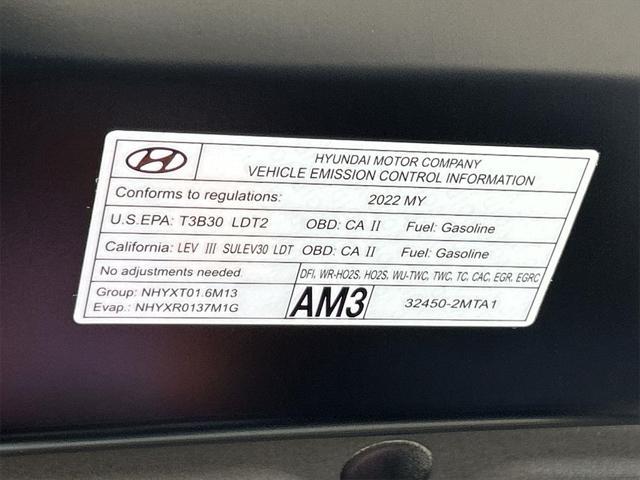 HYUNDAI MOTOR COMPANY
VEHICLE EMISSION CONTROL INFORMATION
Conforms to regulations: 2022 MY
U.S.EPA: T3B30 LDT2 OBD: CA II Fuel: Gasoline
California: LEV III SULEV30 LDT OBD: CA II Fuel: Gasoline
No adjustments needed DFI, WR-HO2S, HO2S, WU-TWC, TWC, TC, CAC, EGR, EGRC
Group: NHYXT01.6M13
Evap.: NHYXR0137M1G
AM3
32450-2MTA1